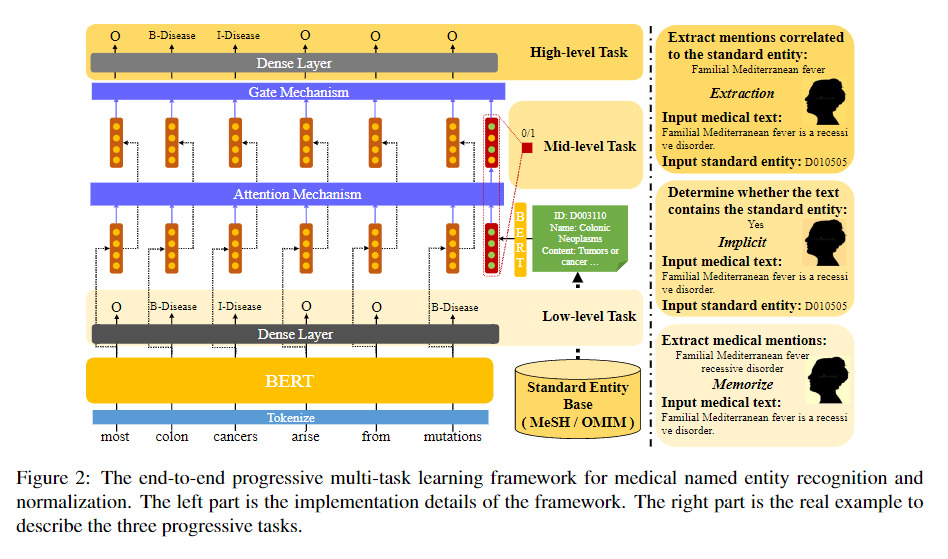 O B-Disease I-Disease O O O
High-level Task
Dense Layer
Gate Mechanism
0/1
Mid-level Task
Attention Mechanism
BERT
ID: D003110
Name: Colonic
Neoplasms
Content: Tumors or
cancer ...
O B-Disease I-Disease O O B-Disease
Low-level Task
Dense Layer
BERT
Tokenize
most colon cancers arise from mutations
Standard Entity
Base
( MeSH / OMIM )
Extract mentions correlated
to the standard entity:
Familial Mediterranean fever
Extraction
Input medical text:
Familial Mediterranean fever is a recessi
ve disorder.
Input standard entity: D010505
Determine whether the text
contains the standard entity:
Yes
Implicit
Input medical text:
Familial Mediterranean fever is a recessi
ve disorder.
Input standard entity: D010505
Extract medical mentions:
Familial Mediterranean fever
recessive disorder
Memorize
Input medical text:
Familial Mediterranean fever is a recessi
ve disorder.
Figure 2: The end-to-end progressive multi-task learning framework for medical named entity recognition and
normalization. The left part is the implementation details of the framework. The right part is the real example to
describe the three progressive tasks.